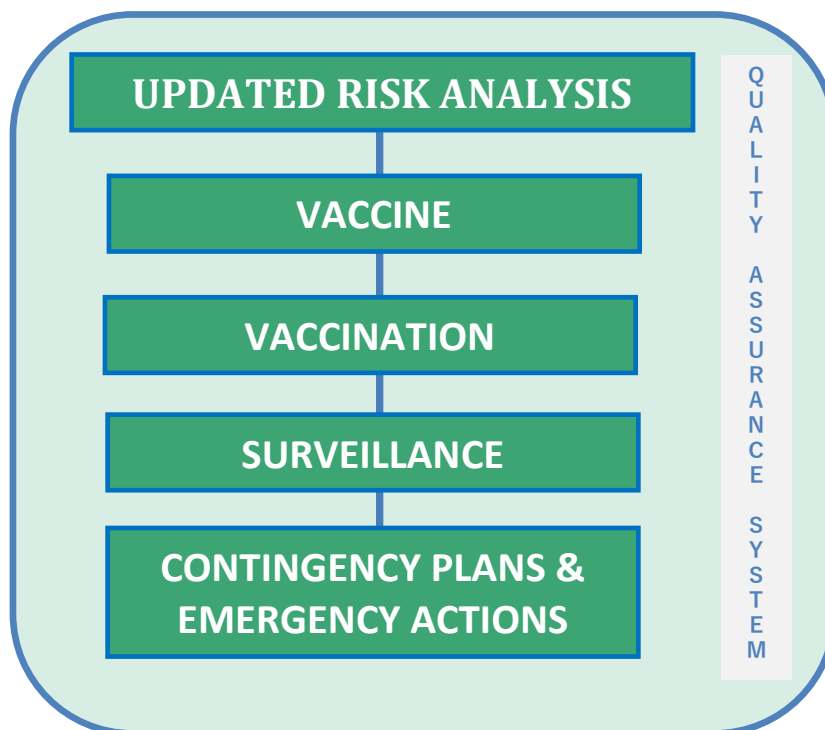 UPDATED RISK ANALYSIS
VACCINE
VACCINATION
SURVEILLANCE
CONTINGENCY PLANS &
EMERGENCY ACTIONS
QUALITY ASSURANCE SYSTEM